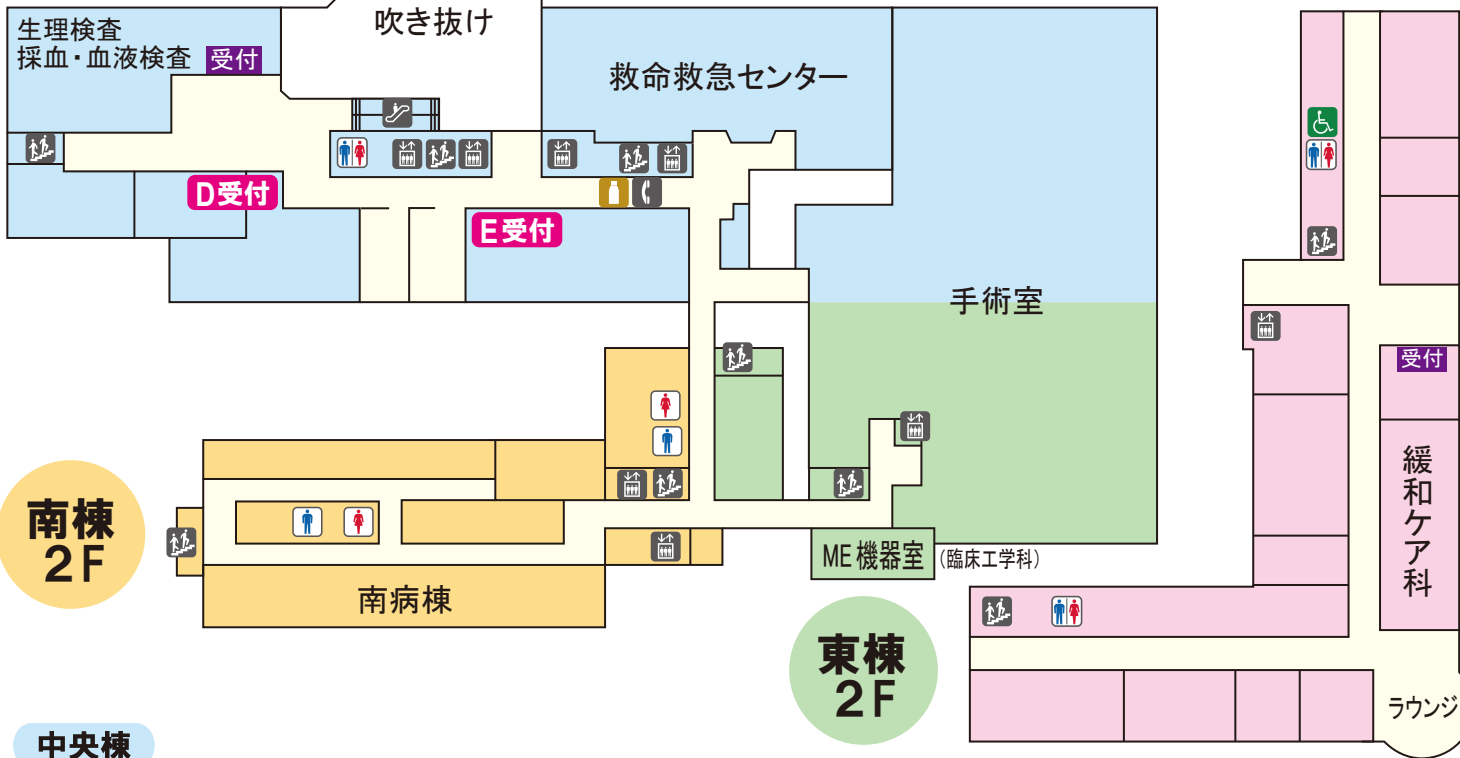 吹き抜け
生理検査
採血・血液検査 受付
救命救急センター
D受付
E受付
手術室
受付
緩和ケア科
南棟
2F
南病棟
ME機器室 (臨床工学科)
東棟
2F
ラウンジ
中央棟